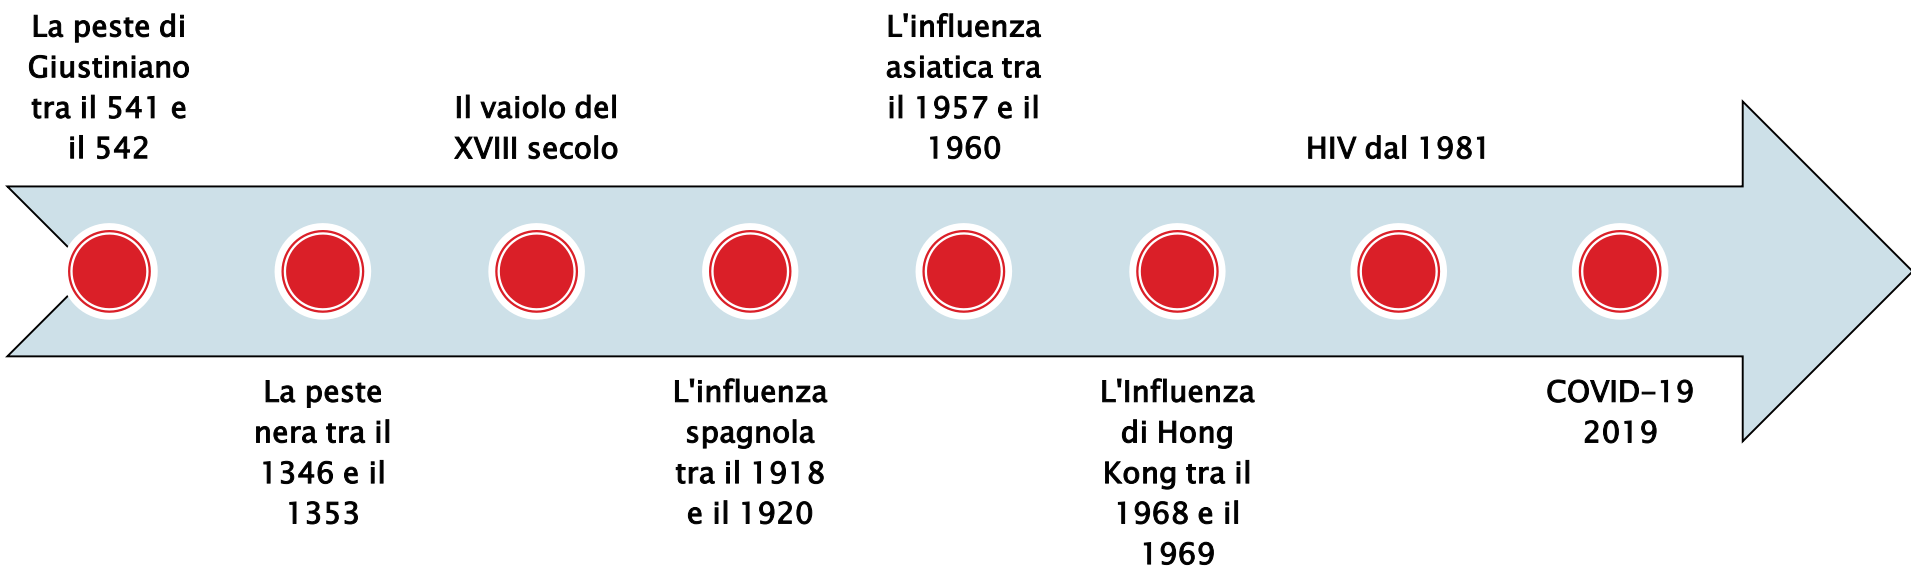 La peste di
Giustiniano
tra il 541 e
il 542
La peste
nera tra il
1346 e il
1353
Il vaiolo del
XVIII secolo
L'influenza
spagnola
tra il 1918
e il 1920
L'influenza
asiatica tra
il 1957 e il
1960
L'Influenza
di Hong
Kong tra il
1968 e il
1969
HIV dal 1981
COVID-19
2019